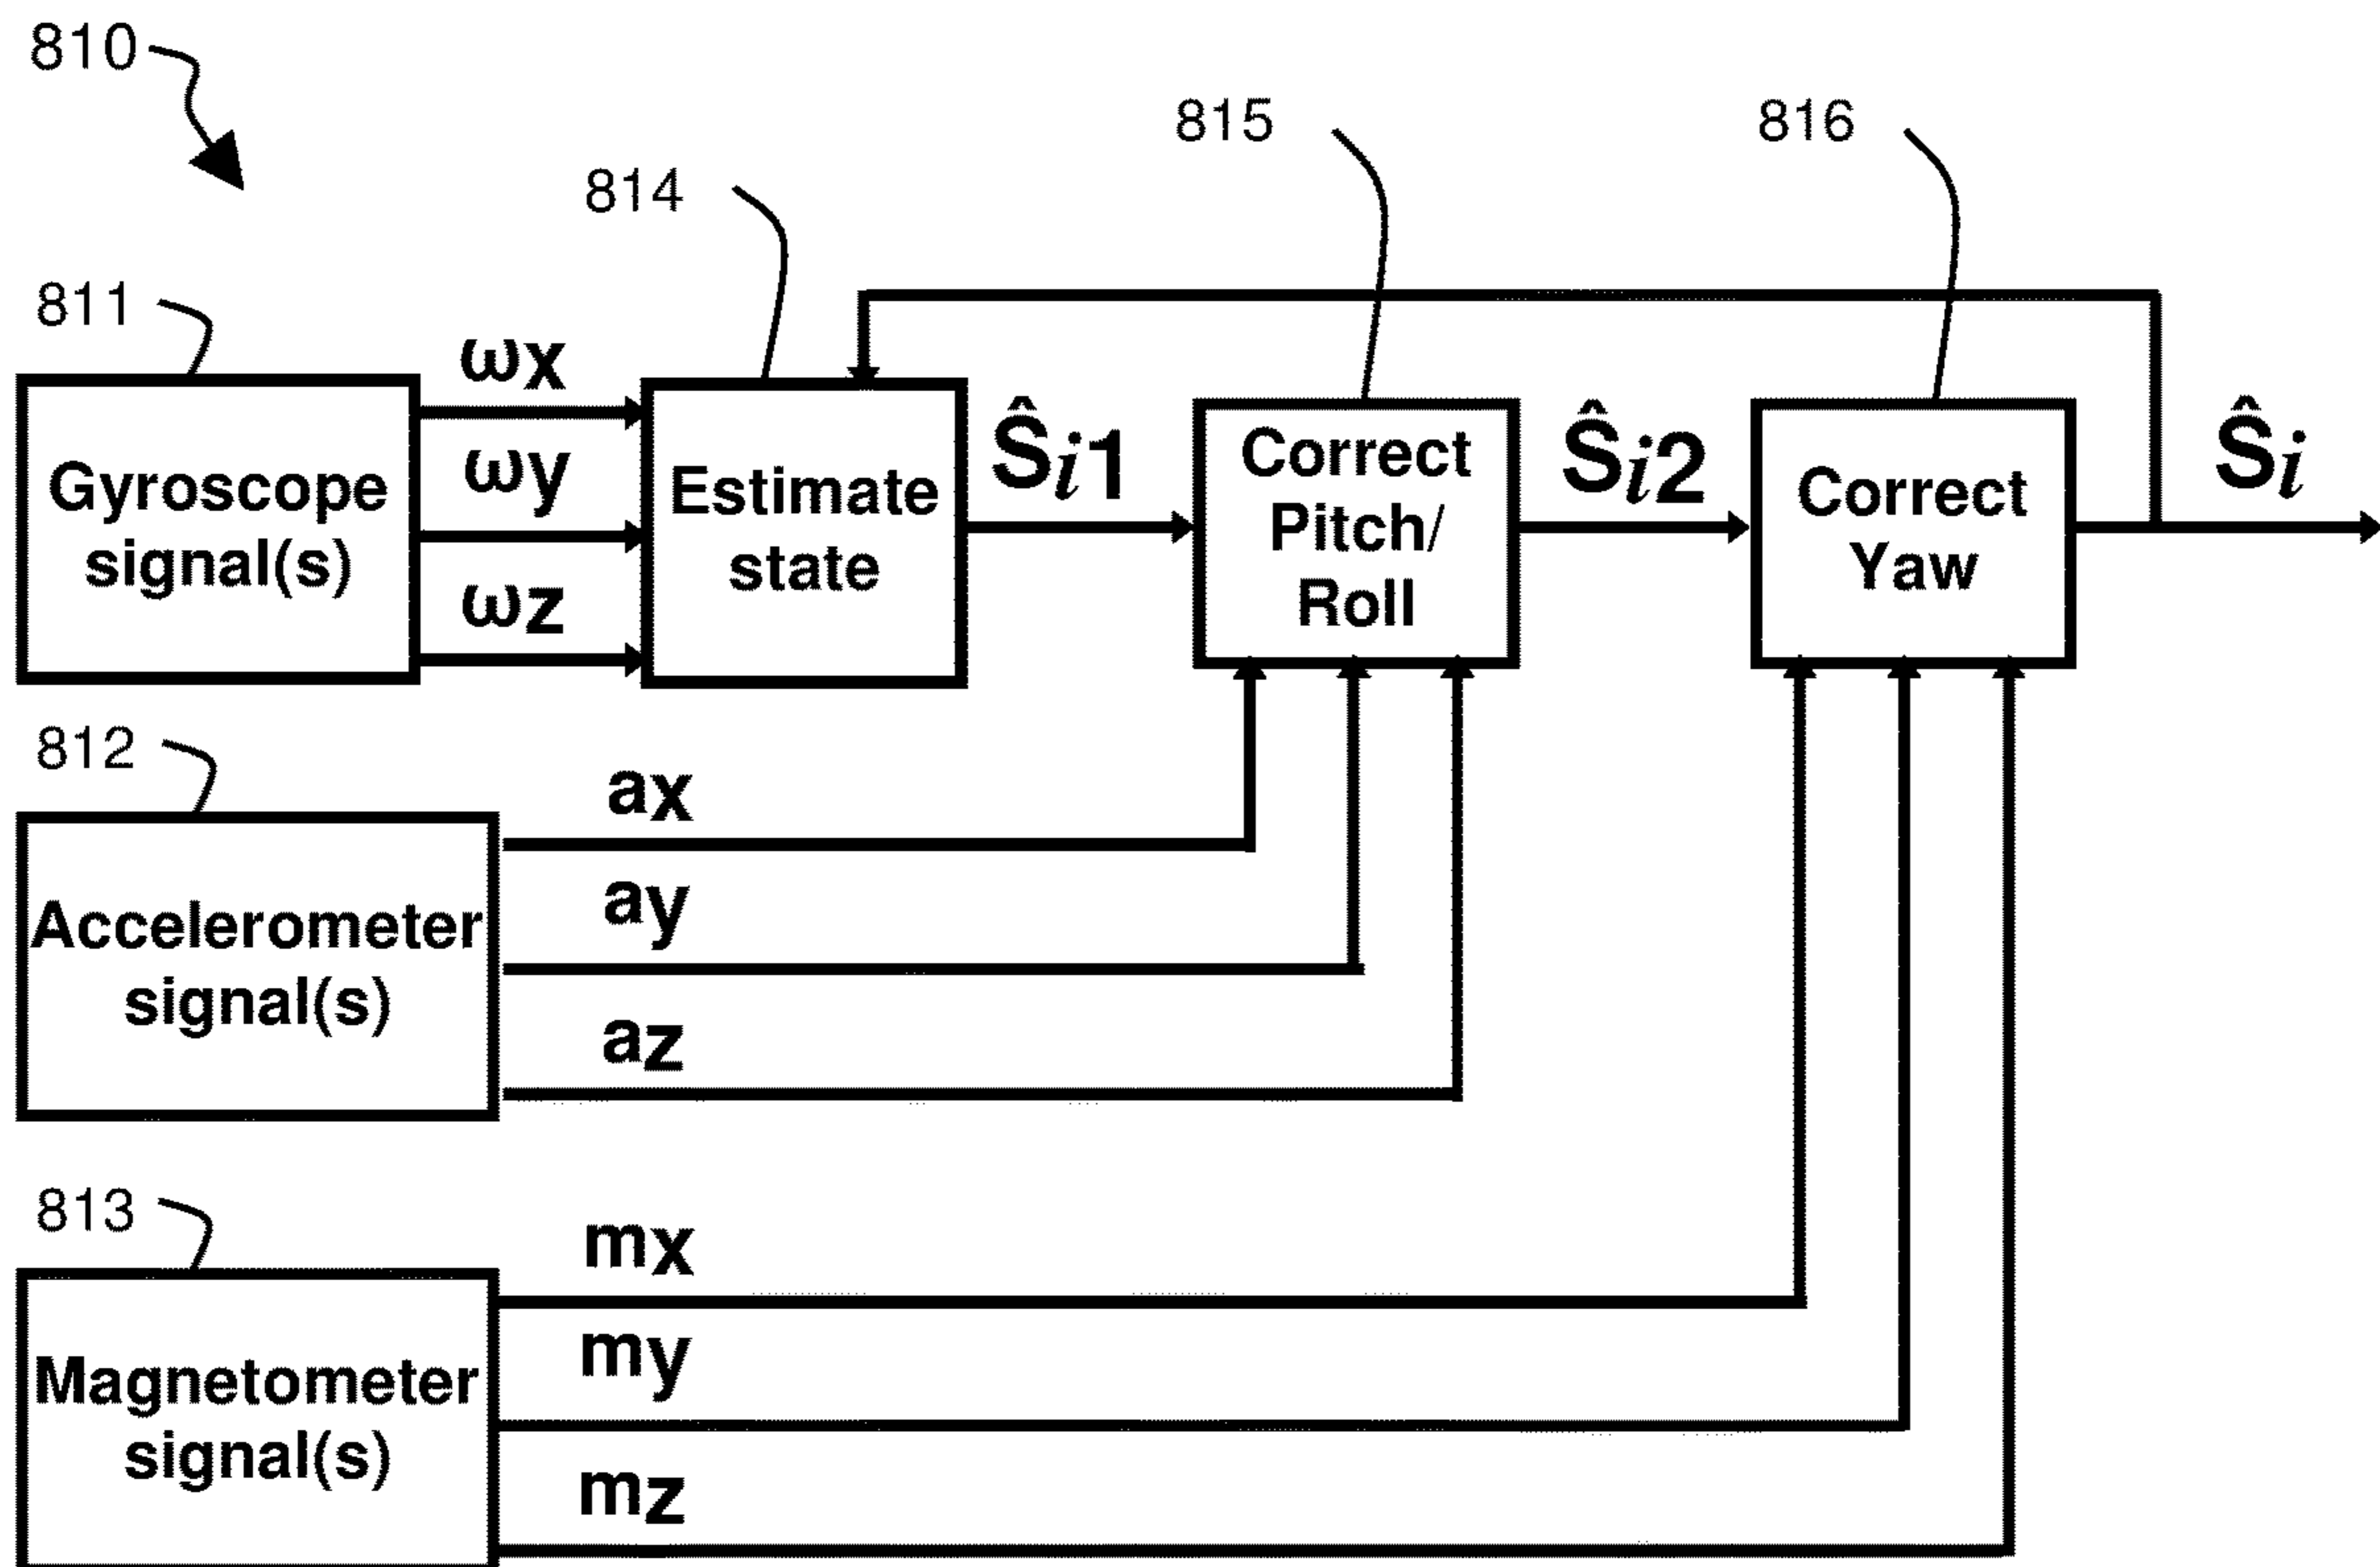 810
815
816
814
811
ωx
ωy
ωz
Gyroscope
signal(s)
Estimate
state
Ŝi1
Correct
Pitch/
Roll
Ŝi2
Correct
Yaw
Ŝi
812
ax
ay
az
Accelerometer
signal(s)
813
mx
my
mz
Magnetometer
signal(s)